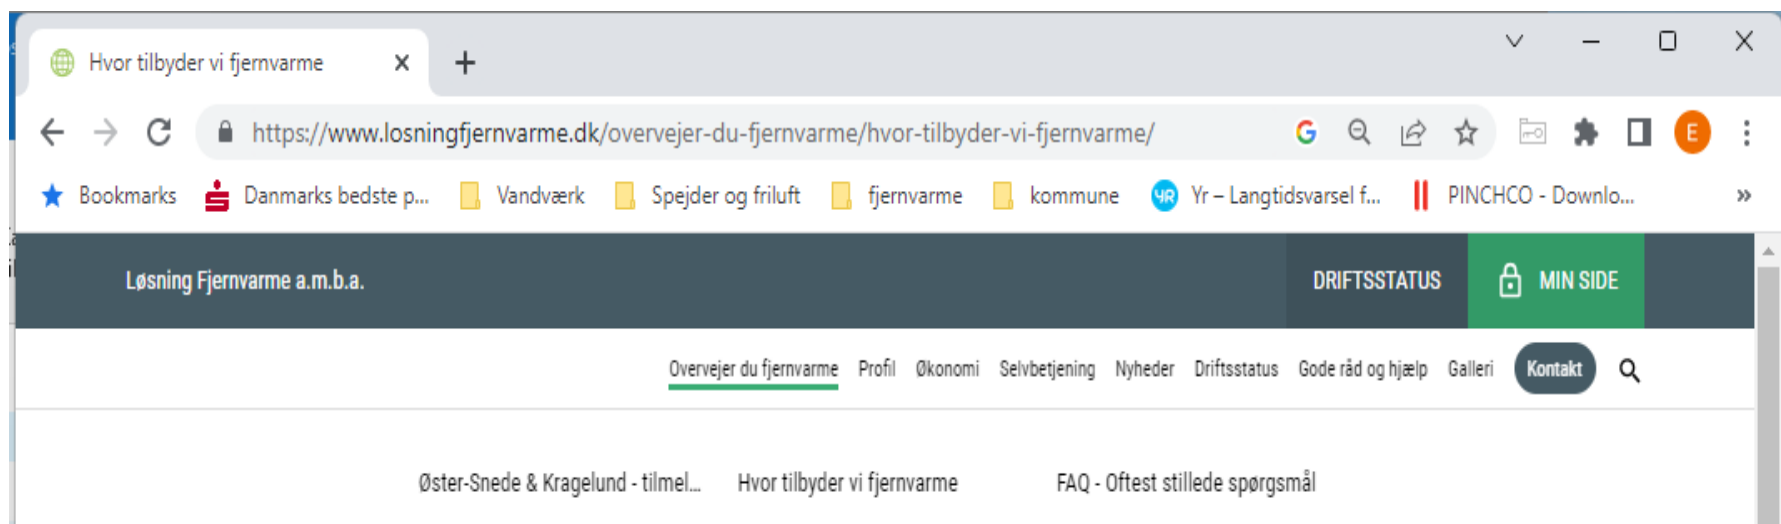 Hvor tilbyder vi fjernvarme
https://www.losningfjernvarme.dk/overvejer-du-fjernvarme/hvor-tilbyder-vi-fjernvarme/ G E
Bookmarks Danmarks bedste p... Vandværk Spejder og friluft fjernvarme kommune YR Yr – Langtidsvarsel f... PINCHCO - Downlo... »
Løsning Fjernvarme a.m.b.a. DRIFTSSTATUS MIN SIDE
Overvejer du fjernvarme Profil Økonomi Selvbetjening Nyheder Driftsstatus Gode råd og hjælp Galleri Kontakt
Øster-Snede & Kragelund - tilmel... Hvor tilbyder vi fjernvarme FAQ - Oftest stillede spørgsmål